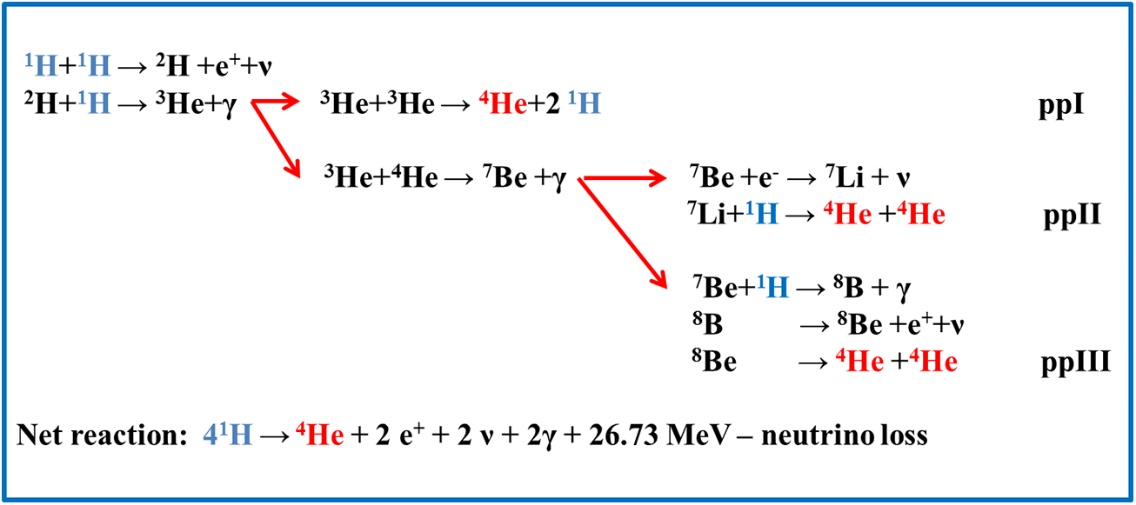 ¹H+¹H → ²H +e⁺+ν
²H+¹H → ³He+γ ³He+³He → ⁴He+2 ¹H ppI
³He+⁴He → ⁷Be +γ ⁷Be +e⁻ → ⁷Li + ν
⁷Li+¹H → ⁴He +⁴He ppII
⁷Be+¹H → ⁸B + γ
⁸B → ⁸Be +e⁺+ν
⁸Be → ⁴He +⁴He ppIII
Net reaction: 4¹H → ⁴He + 2 e⁺ + 2 ν + 2γ + 26.73 MeV – neutrino loss